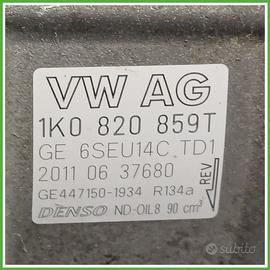 VW AG
1K0 820 859T
GE 6SEU14C TD1
2011 06 37680
GE447150-1934 R134a
DENSO ND-OIL8 90 cm³
REV
subito